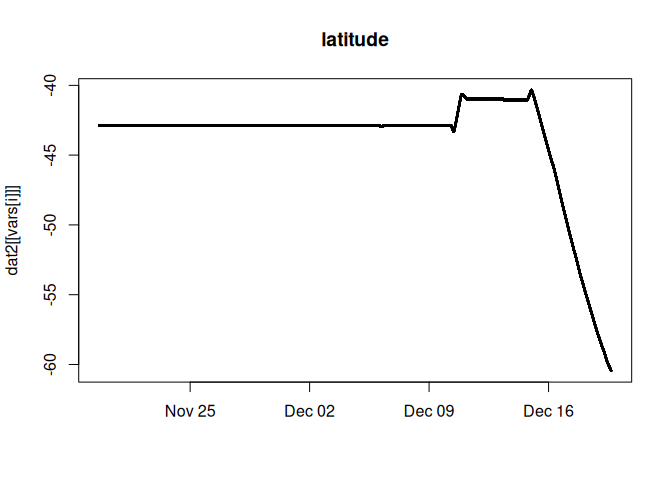 latitude
dat2[[vars[i]]]
-40
-45
-50
-55
-60
Nov 25
Dec 02
Dec 09
Dec 16